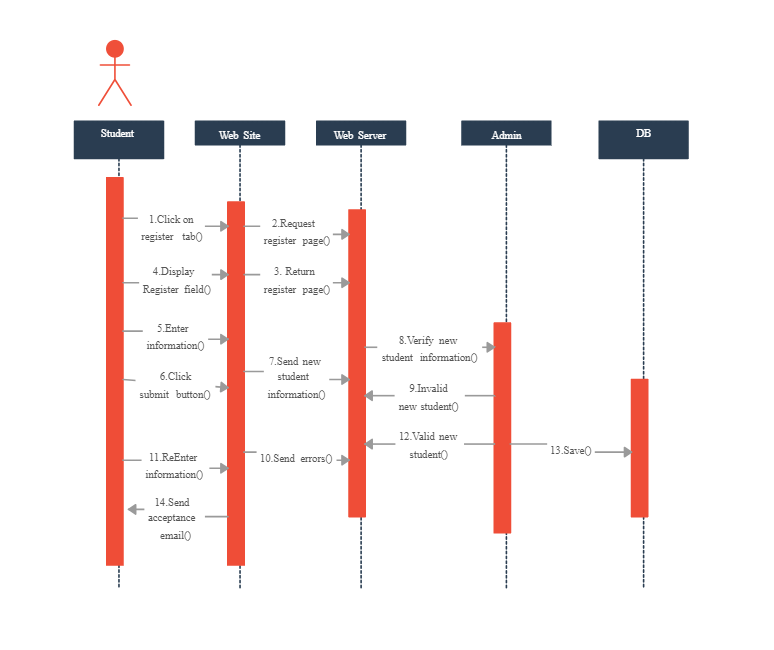 Student
Web Site
Web Server
Admin
DB
1.Click on
register tab()
2.Request
register page()
4.Display
Register field()
3. Return
register page()
5.Enter
information()
8.Verify new
student information()
6.Click
submit button()
7.Send new
student
information()
9.Invalid
new student()
11.ReEnter
information()
10.Send errors()
12.Valid new
student()
13.Save()
14.Send
acceptance
email()